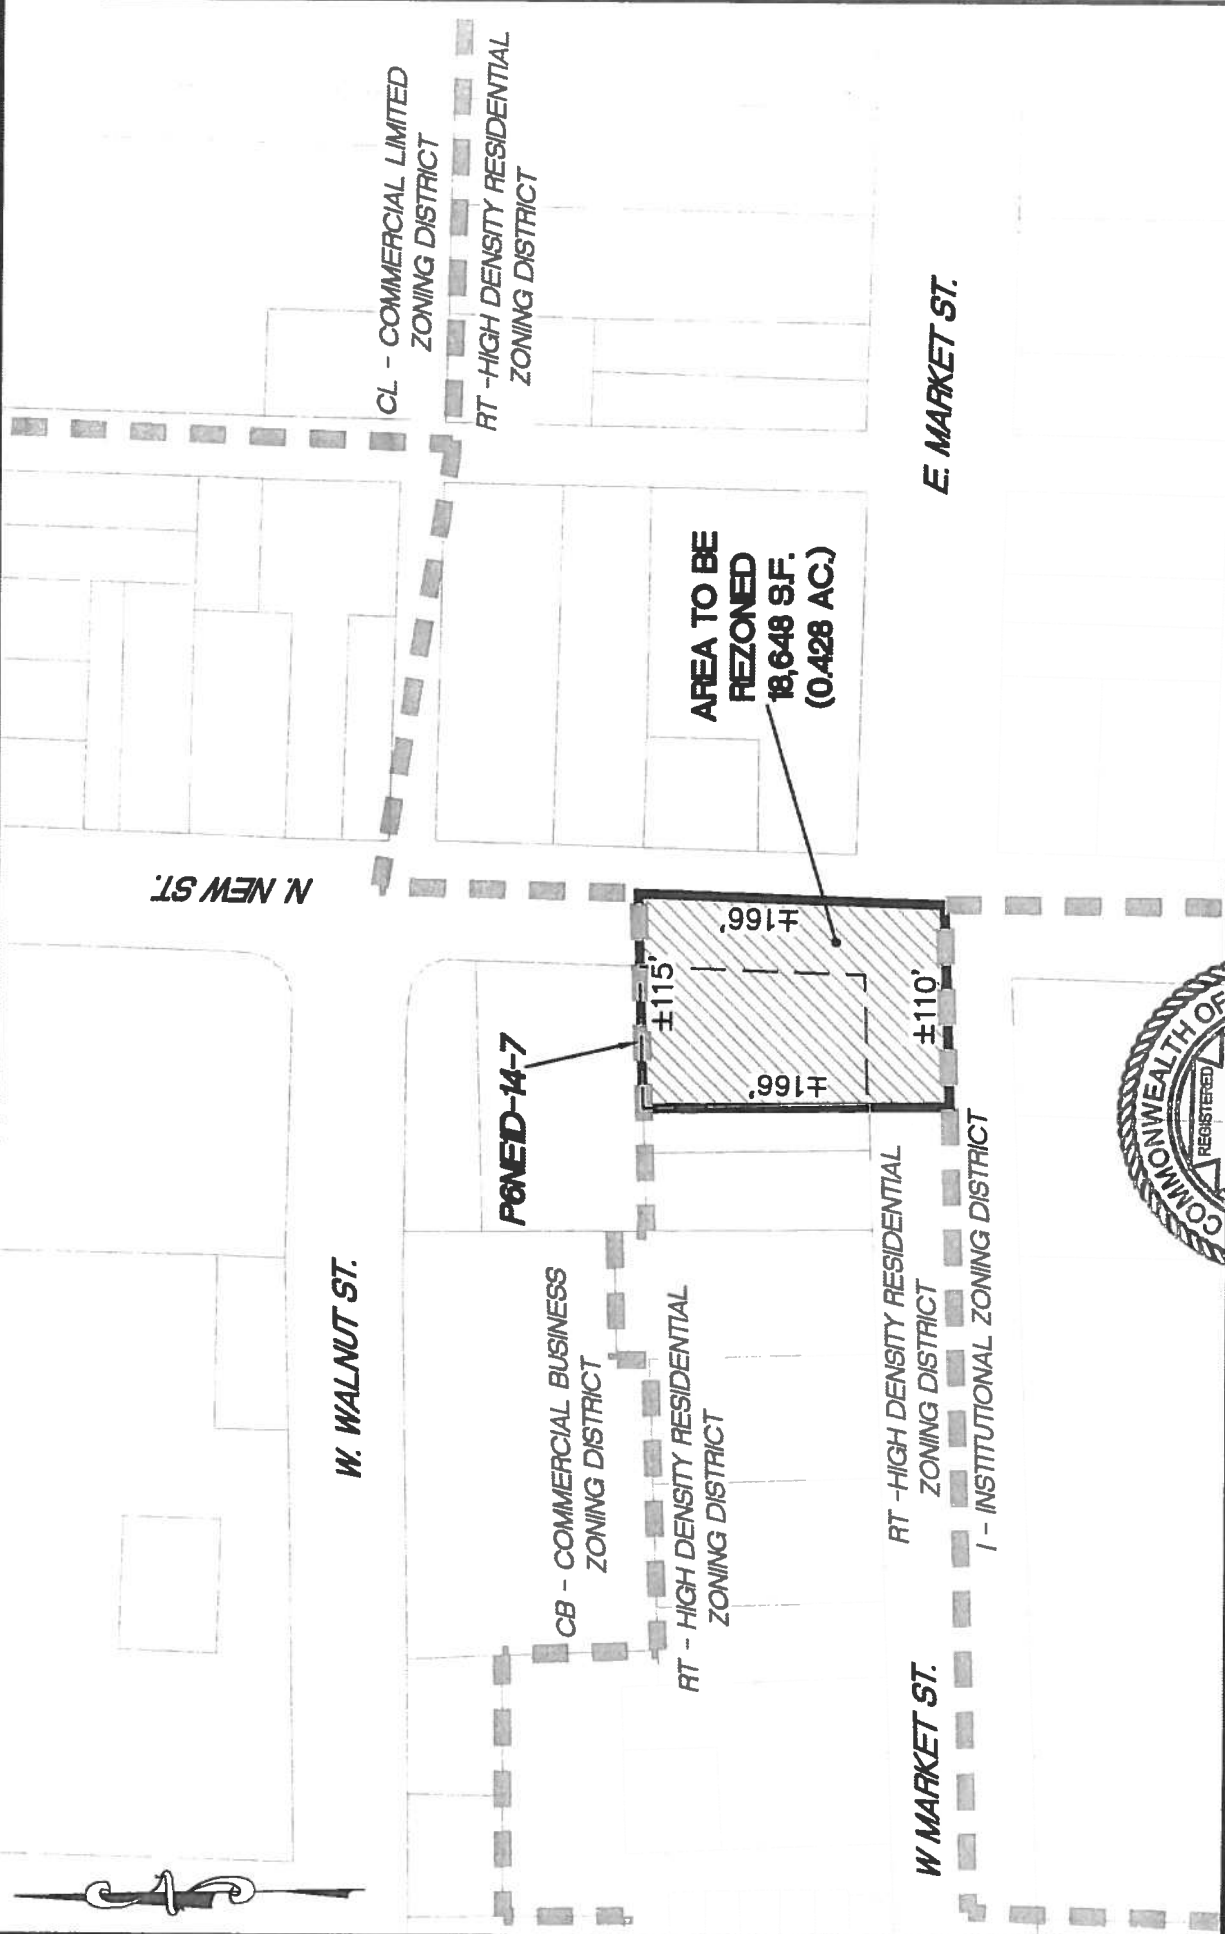 CL - COMMERCIAL LIMITED
ZONING DISTRICT
RT -HIGH DENSITY RESIDENTIAL
ZONING DISTRICT
N. NEW ST.
E. MARKET ST.
AREA TO BE
REZONED
18,648 S.F.
(0.428 AC.)
P6NE1D-14-7
±115'
±166'
±166'
±110'
W. WALNUT ST.
CB - COMMERCIAL BUSINESS
ZONING DISTRICT
RT - HIGH DENSITY RESIDENTIAL
ZONING DISTRICT
RT -HIGH DENSITY RESIDENTIAL
ZONING DISTRICT
I - INSTITUTIONAL ZONING DISTRICT
W MARKET ST.
COMMONWEALTH OF
REGISTERED